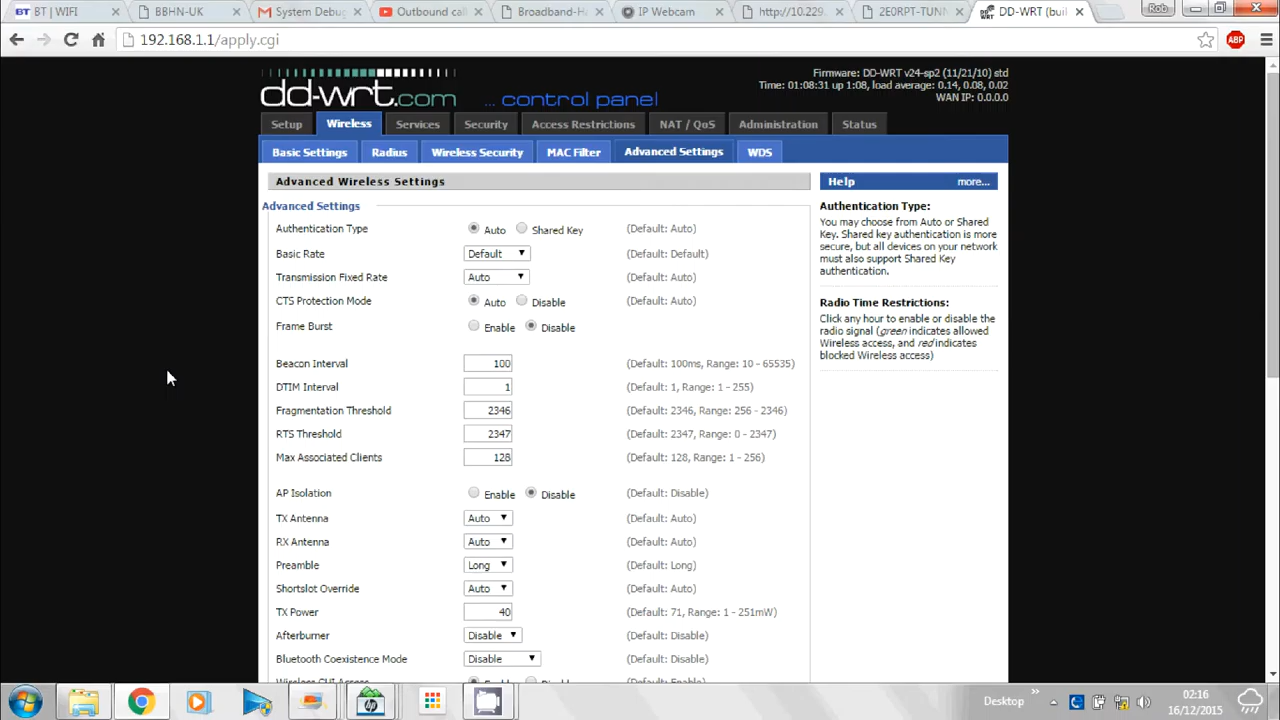 BT BT | WIFI
BBHN-UK
System Debug
Outbound cal
Broadband-H
IP Webcam
http://10.229.
2E0RPT-TUNN
DD-WRT (buil
Rob
192.168.1.1/apply.cgi
ABP
dd-wrt.com ... control panel
Firmware: DD-WRT v24-sp2 (11/21/10) std
Time: 01:08:31 up 1:08, load average: 0.14, 0.08, 0.02
WAN IP: 0.0.0.0
Setup Wireless Services Security Access Restrictions NAT / QoS Administration Status
Basic Settings Radius Wireless Security MAC Filter Advanced Settings WDS
Advanced Wireless Settings
Advanced Settings
Authentication Type Auto Shared Key (Default: Auto)
Basic Rate Default (Default: Default)
Transmission Fixed Rate Auto (Default: Auto)
CTS Protection Mode Auto Disable (Default: Auto)
Frame Burst Enable Disable (Default: Disable)
Beacon Interval 100 (Default: 100ms, Range: 10 - 65535)
DTIM Interval 1 (Default: 1, Range: 1 - 255)
Fragmentation Threshold 2346 (Default: 2346, Range: 256 - 2346)
RTS Threshold 2347 (Default: 2347, Range: 0 - 2347)
Max Associated Clients 128 (Default: 128, Range: 1 - 256)
AP Isolation Enable Disable (Default: Disable)
TX Antenna Auto (Default: Auto)
RX Antenna Auto (Default: Auto)
Preamble Long (Default: Long)
Shortslot Override Auto (Default: Auto)
TX Power 40 (Default: 71, Range: 1 - 251mW)
Afterburner Disable (Default: Disable)
Bluetooth Coexistence Mode Disable (Default: Disable)
Wireless GUI Access Enable Disable (Default: Enable)
Help more...
Authentication Type:
You may choose from Auto or Shared
Key. Shared key authentication is more
secure, but all devices on your network
must also support Shared Key
authentication.
Radio Time Restrictions:
Click any hour to enable or disable the
radio signal (green indicates allowed
Wireless access, and red indicates
blocked Wireless access)
Desktop
02:16
16/12/2015